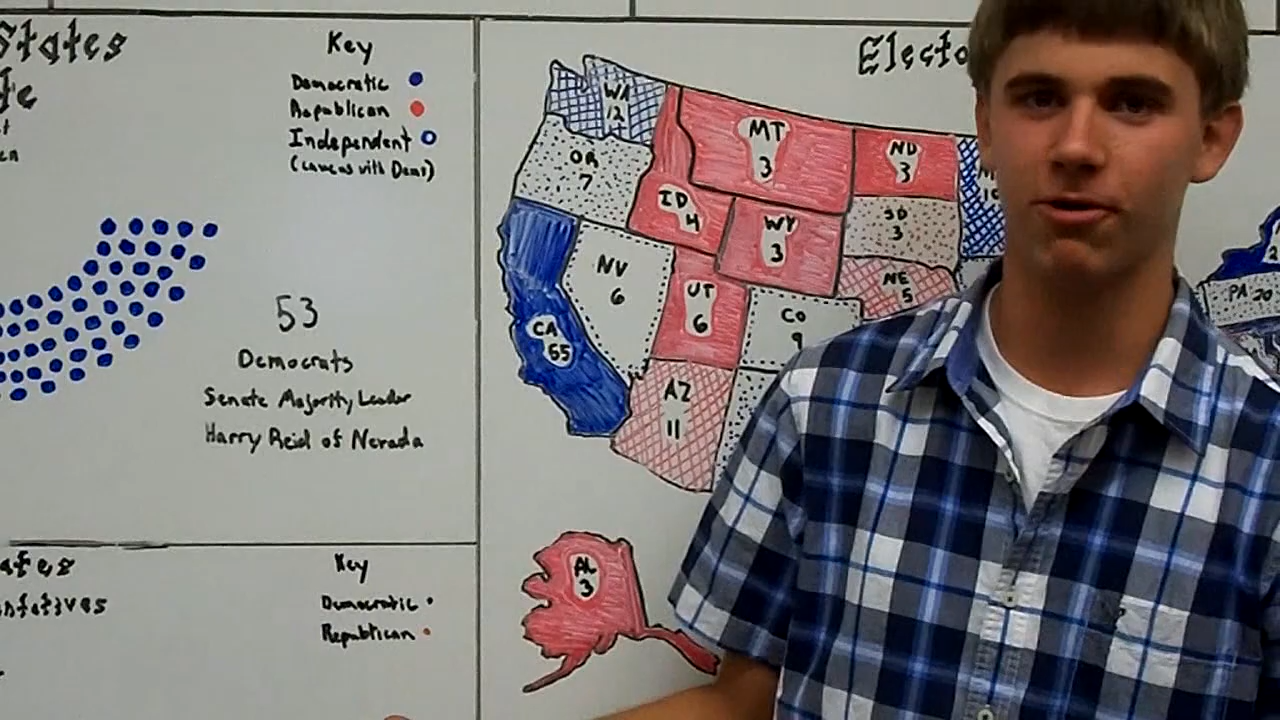 States
Key
Democratic
Republican
Independent
(caucus with Dems)
53
Democrats
Senate Majority Leader
Harry Reid of Nevada
Key
Democratic
Republican
Electo
WA
12
OR
7
CA
55
NV
6
ID
4
MT
3
WY
3
UT
6
AZ
11
CO
9
ND
3
SD
3
NE
5
AL
3
PA 20